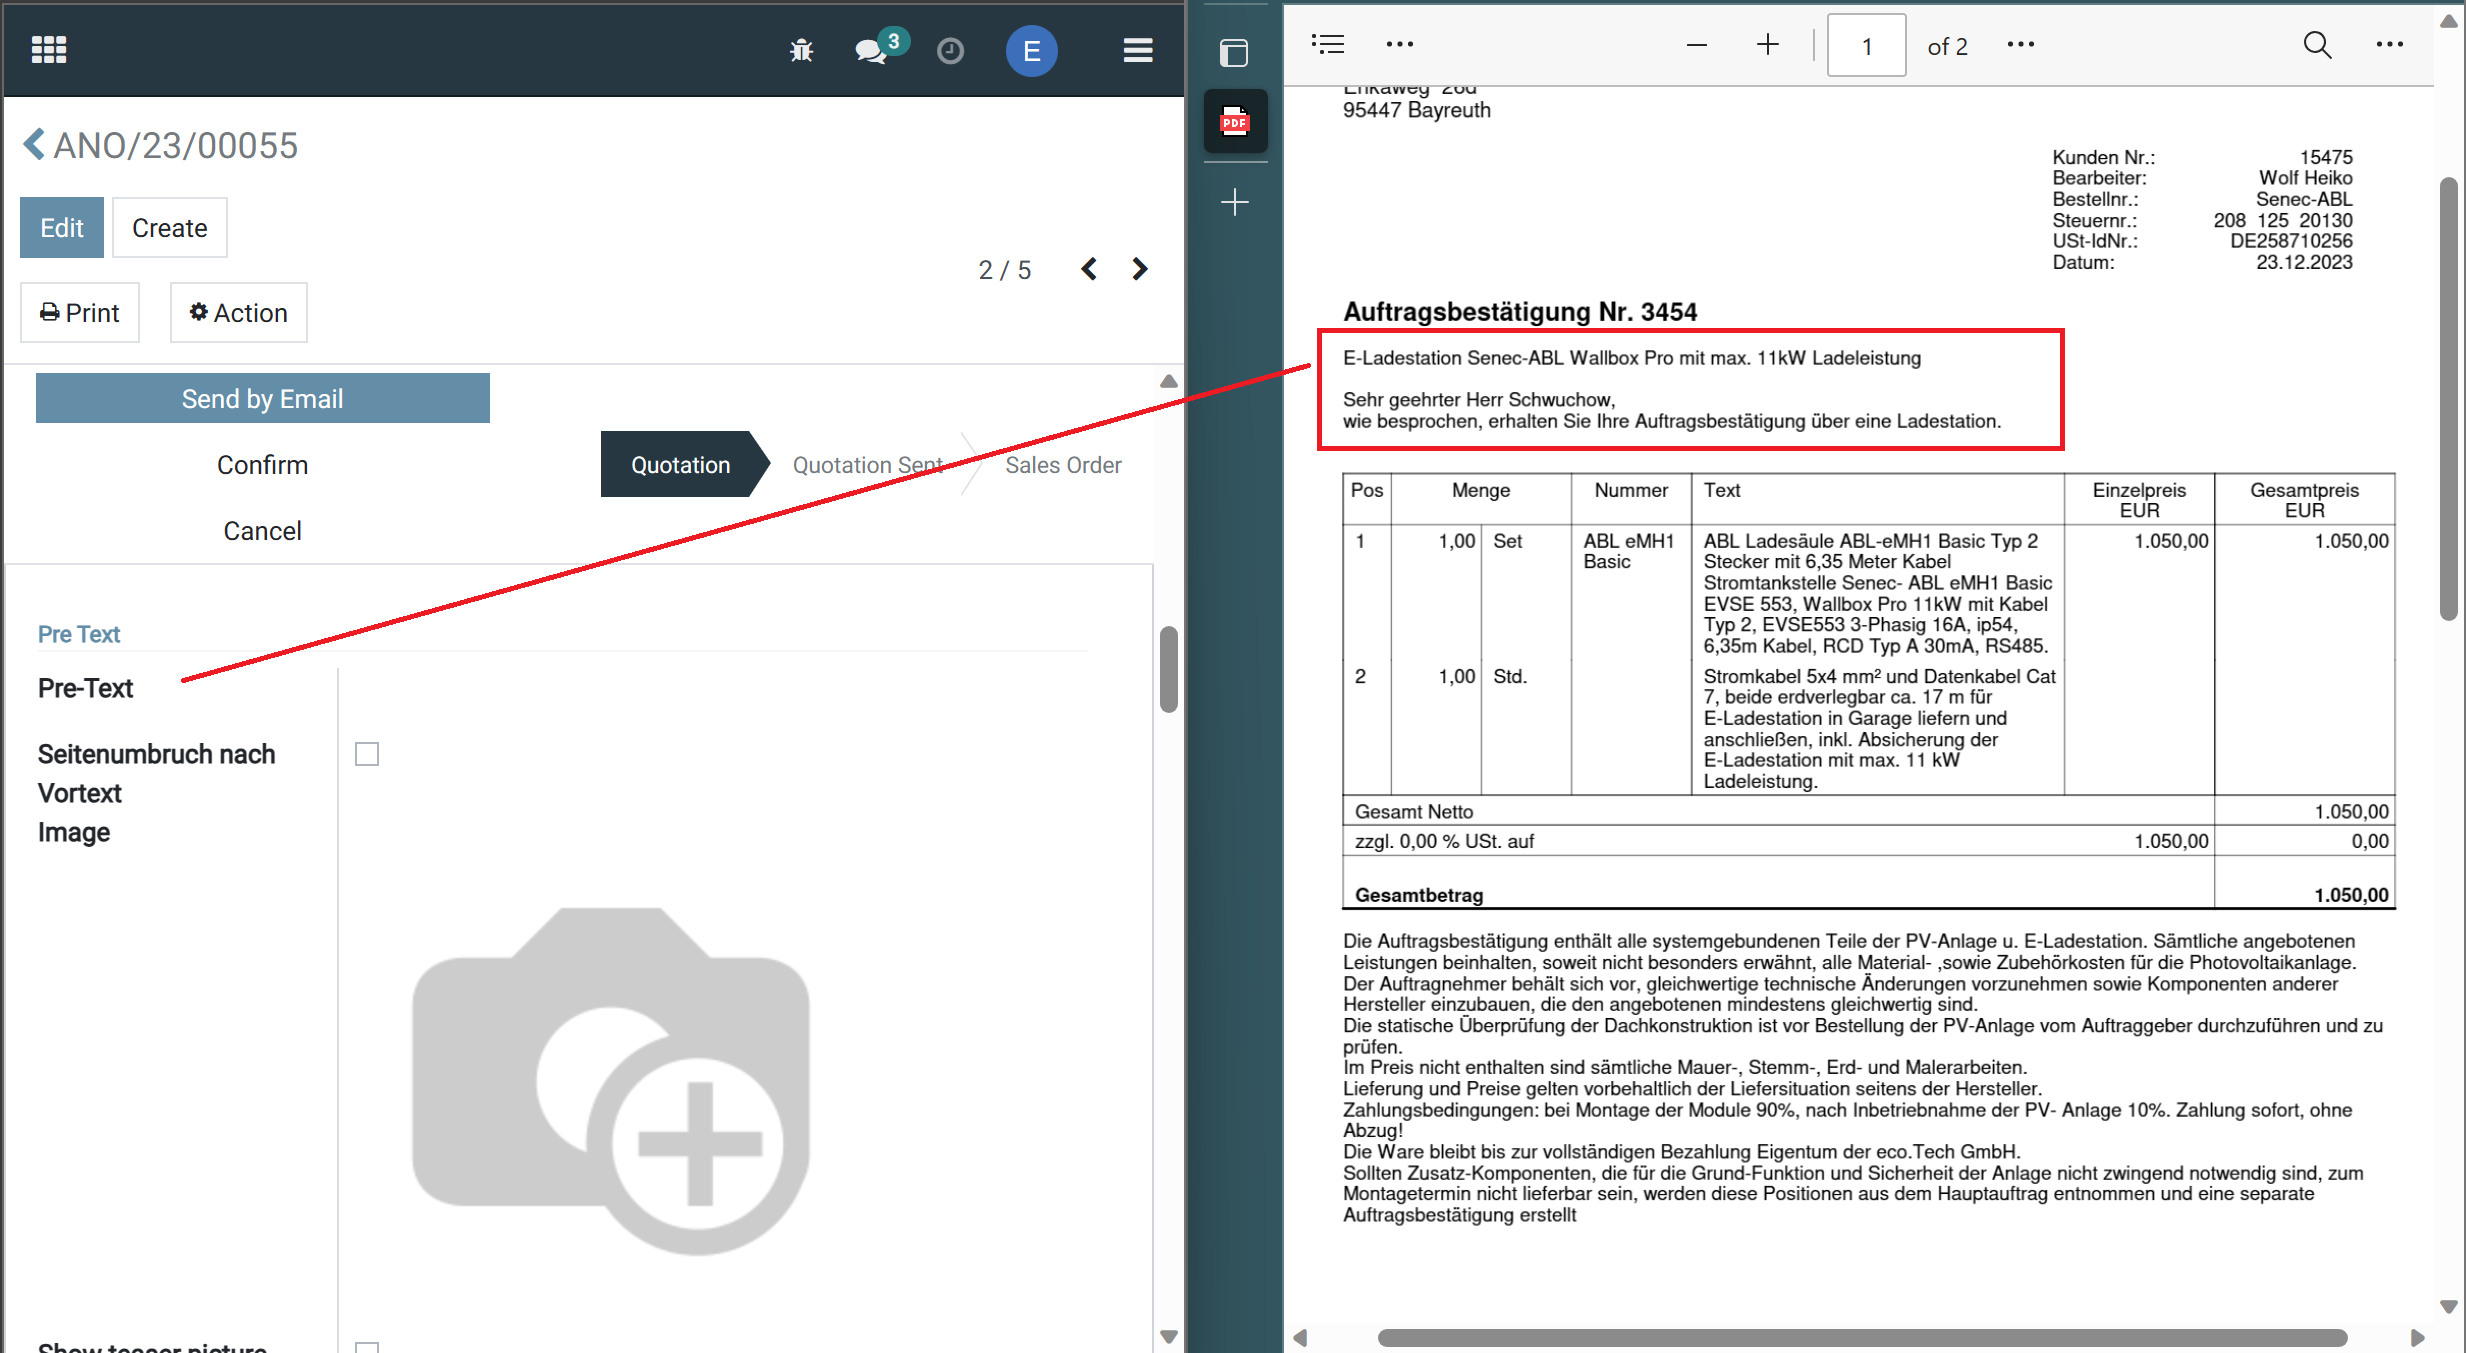 3
E
ANO/23/00055
Edit
Create
2 / 5
Print
Action
Send by Email
Confirm
Cancel
Quotation
Quotation Sent
Sales Order
Pre Text
Pre-Text
Seitenumbruch nach
Vortext
Image
Show teaser picture
PDF
1
of 2
Erikaweg 26d
95447 Bayreuth
Kunden Nr.: 15475
Bearbeiter: Wolf Heiko
Bestellnr.: Senec-ABL
Steuernr.: 208 125 20130
USt-IdNr.: DE258710256
Datum: 23.12.2023
Auftragsbestätigung Nr. 3454
E-Ladestation Senec-ABL Wallbox Pro mit max. 11kW Ladeleistung
Sehr geehrter Herr Schwuchow,
wie besprochen, erhalten Sie Ihre Auftragsbestätigung über eine Ladestation.
Pos Menge Nummer Text Einzelpreis Gesamtpreis
EUR EUR
1 1,00 Set ABL eMH1 ABL Ladesäule ABL-eMH1 Basic Typ 2 1.050,00 1.050,00
Basic Stecker mit 6,35 Meter Kabel
Stromtankstelle Senec- ABL eMH1 Basic
EVSE 553, Wallbox Pro 11kW mit Kabel
Typ 2, EVSE553 3-Phasig 16A, ip54,
6,35m Kabel, RCD Typ A 30mA, RS485.
2 1,00 Std. Stromkabel 5x4 mm² und Datenkabel Cat
7, beide erdverlegbar ca. 17 m für
E-Ladestation in Garage liefern und
anschließen, inkl. Absicherung der
E-Ladestation mit max. 11 kW
Ladeleistung.
Gesamt Netto 1.050,00
zzgl. 0,00 % USt. auf 1.050,00 0,00
Gesamtbetrag 1.050,00
Die Auftragsbestätigung enthält alle systemgebundenen Teile der PV-Anlage u. E-Ladestation. Sämtliche angebotenen
Leistungen beinhalten, soweit nicht besonders erwähnt, alle Material- ,sowie Zubehörkosten für die Photovoltaikanlage.
Der Auftragnehmer behält sich vor, gleichwertige technische Änderungen vorzunehmen sowie Komponenten anderer
Hersteller einzubauen, die den angebotenen mindestens gleichwertig sind.
Die statische Überprüfung der Dachkonstruktion ist vor Bestellung der PV-Anlage vom Auftraggeber durchzuführen und zu
prüfen.
Im Preis nicht enthalten sind sämtliche Mauer-, Stemm-, Erd- und Malerarbeiten.
Lieferung und Preise gelten vorbehaltlich der Liefersituation seitens der Hersteller.
Zahlungsbedingungen: bei Montage der Module 90%, nach Inbetriebnahme der PV- Anlage 10%. Zahlung sofort, ohne
Abzug!
Die Ware bleibt bis zur vollständigen Bezahlung Eigentum der eco.Tech GmbH.
Sollten Zusatz-Komponenten, die für die Grund-Funktion und Sicherheit der Anlage nicht zwingend notwendig sind, zum
Montagetermin nicht lieferbar sein, werden diese Positionen aus dem Hauptauftrag entnommen und eine separate
Auftragsbestätigung erstellt